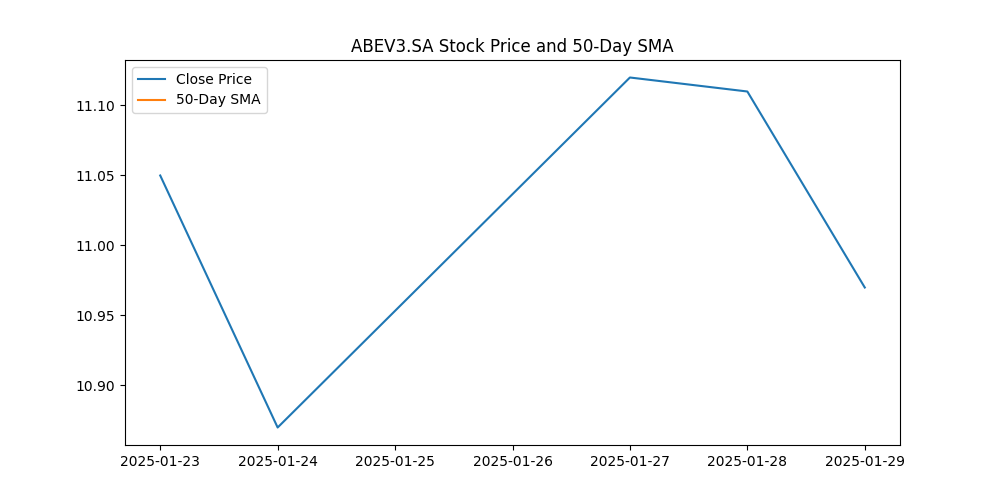 ABEV3.SA Stock Price and 50-Day SMA
Close Price
50-Day SMA
11.10
11.05
11.00
10.95
10.90
2025-01-23 2025-01-24 2025-01-25 2025-01-26 2025-01-27 2025-01-28 2025-01-29